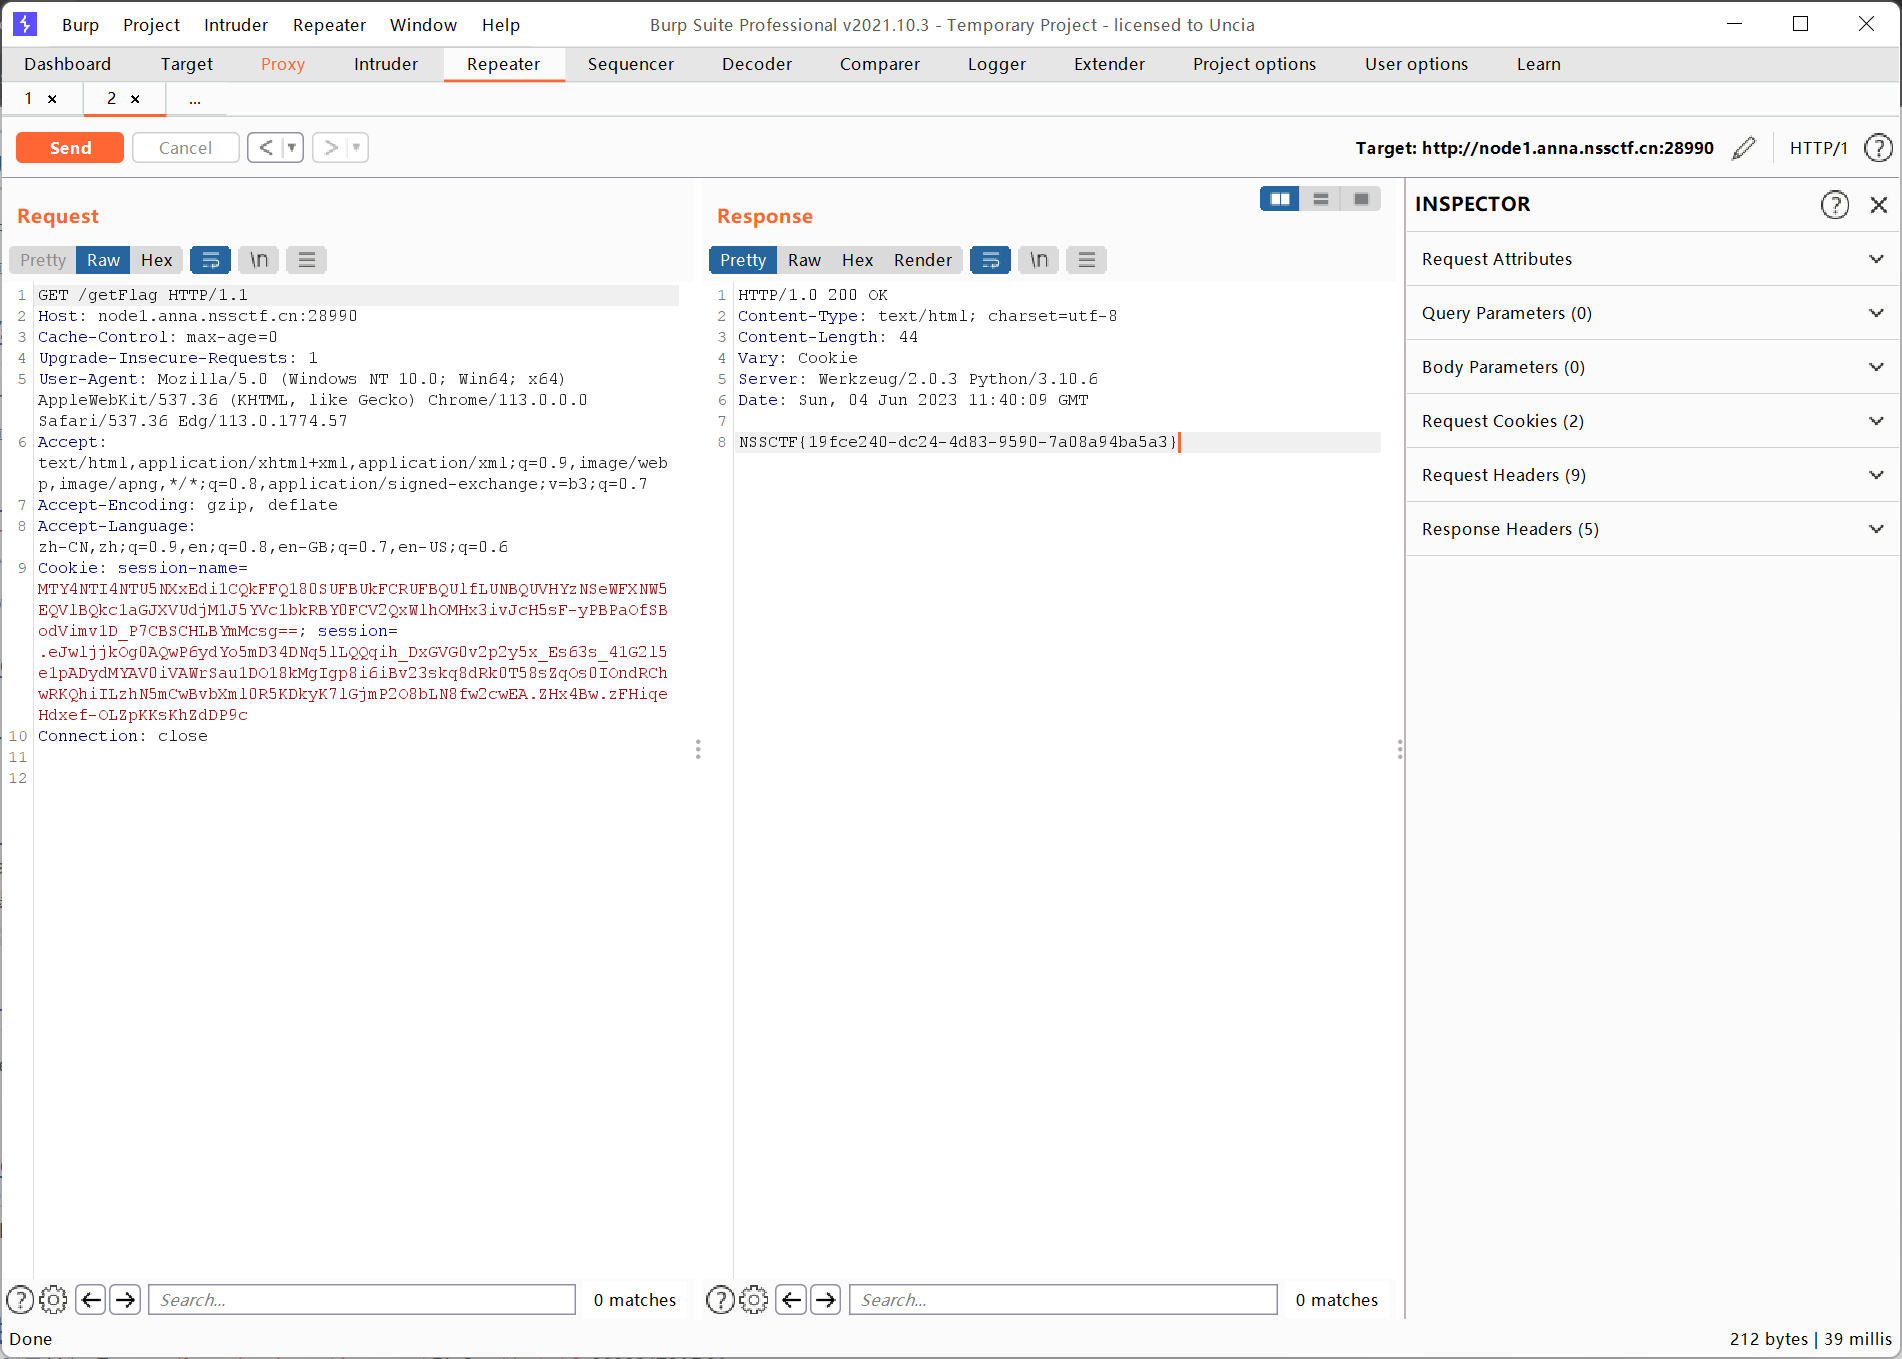 Burp Project Intruder Repeater Window Help Burp Suite Professional v2021.10.3 - Temporary Project - licensed to Uncia
Dashboard Target Proxy Intruder Repeater Sequencer Decoder Comparer Logger Extender Project options User options Learn
1 × 2 × ...
Send Cancel < > Target: http://node1.anna.nssctf.cn:28990 HTTP/1 ?
Request
Pretty Raw Hex \n
1 GET /getFlag HTTP/1.1
2 Host: node1.anna.nssctf.cn:28990
3 Cache-Control: max-age=0
4 Upgrade-Insecure-Requests: 1
5 User-Agent: Mozilla/5.0 (Windows NT 10.0; Win64; x64)
AppleWebKit/537.36 (KHTML, like Gecko) Chrome/113.0.0.0
Safari/537.36 Edg/113.0.1774.57
6 Accept:
text/html,application/xhtml+xml,application/xml;q=0.9,image/web
p,image/apng,*/*;q=0.8,application/signed-exchange;v=b3;q=0.7
7 Accept-Encoding: gzip, deflate
8 Accept-Language:
zh-CN,zh;q=0.9,en;q=0.8,en-GB;q=0.7,en-US;q=0.6
9 Cookie: session-name=
MTY4NTI4NTU5NXxEdi1CQkFFQ180SUFBUkFCRUFBQUlfLUNBQUVHYzNSeWFXNW5
EQVlBQkc1aGJXVUdjM1J5YVc1bkRBY0FCV2QxWlhOMHx3ivJcH5sF-yPBPaOfSB
odVimv1D_P7CBSCHLBYmMcsg==; session=
.eJwljjkOg0AQwP6ydYo5mD34DNq5lLQQqih_DxGVG0v2p2y5x_Es63s_41G2l5
e1pADydMYAV0iVAWrSau1DO18kMgIgp8i6iBv23skq8dRk0T58sZqOs0IOndRCh
wRKQhiILzhN5mCwBvbXml0R5KDkyK7lGjmP2O8bLN8fw2cwEA.ZHx4Bw.zFHiqe
Hdxef-OLZpKKsKhZdDP9c
10 Connection: close
11
12
Response
Pretty Raw Hex Render \n
1 HTTP/1.0 200 OK
2 Content-Type: text/html; charset=utf-8
3 Content-Length: 44
4 Vary: Cookie
5 Server: Werkzeug/2.0.3 Python/3.10.6
6 Date: Sun, 04 Jun 2023 11:40:09 GMT
7
8 NSSCTF{19fce240-dc24-4d83-9590-7a08a94ba5a3}
INSPECTOR ?
Request Attributes
Query Parameters (0)
Body Parameters (0)
Request Cookies (2)
Request Headers (9)
Response Headers (5)
? Search... 0 matches
? Search... 0 matches
Done 212 bytes | 39 millis